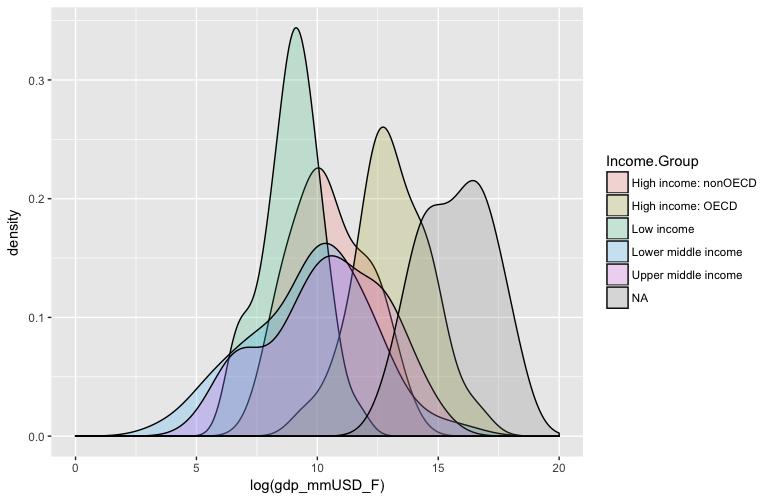 density
0.3
0.2
0.1
0.0
0 5 10 15 20
log(gdp_mmUSD_F)
Income.Group
High income: nonOECD
High income: OECD
Low income
Lower middle income
Upper middle income
NA